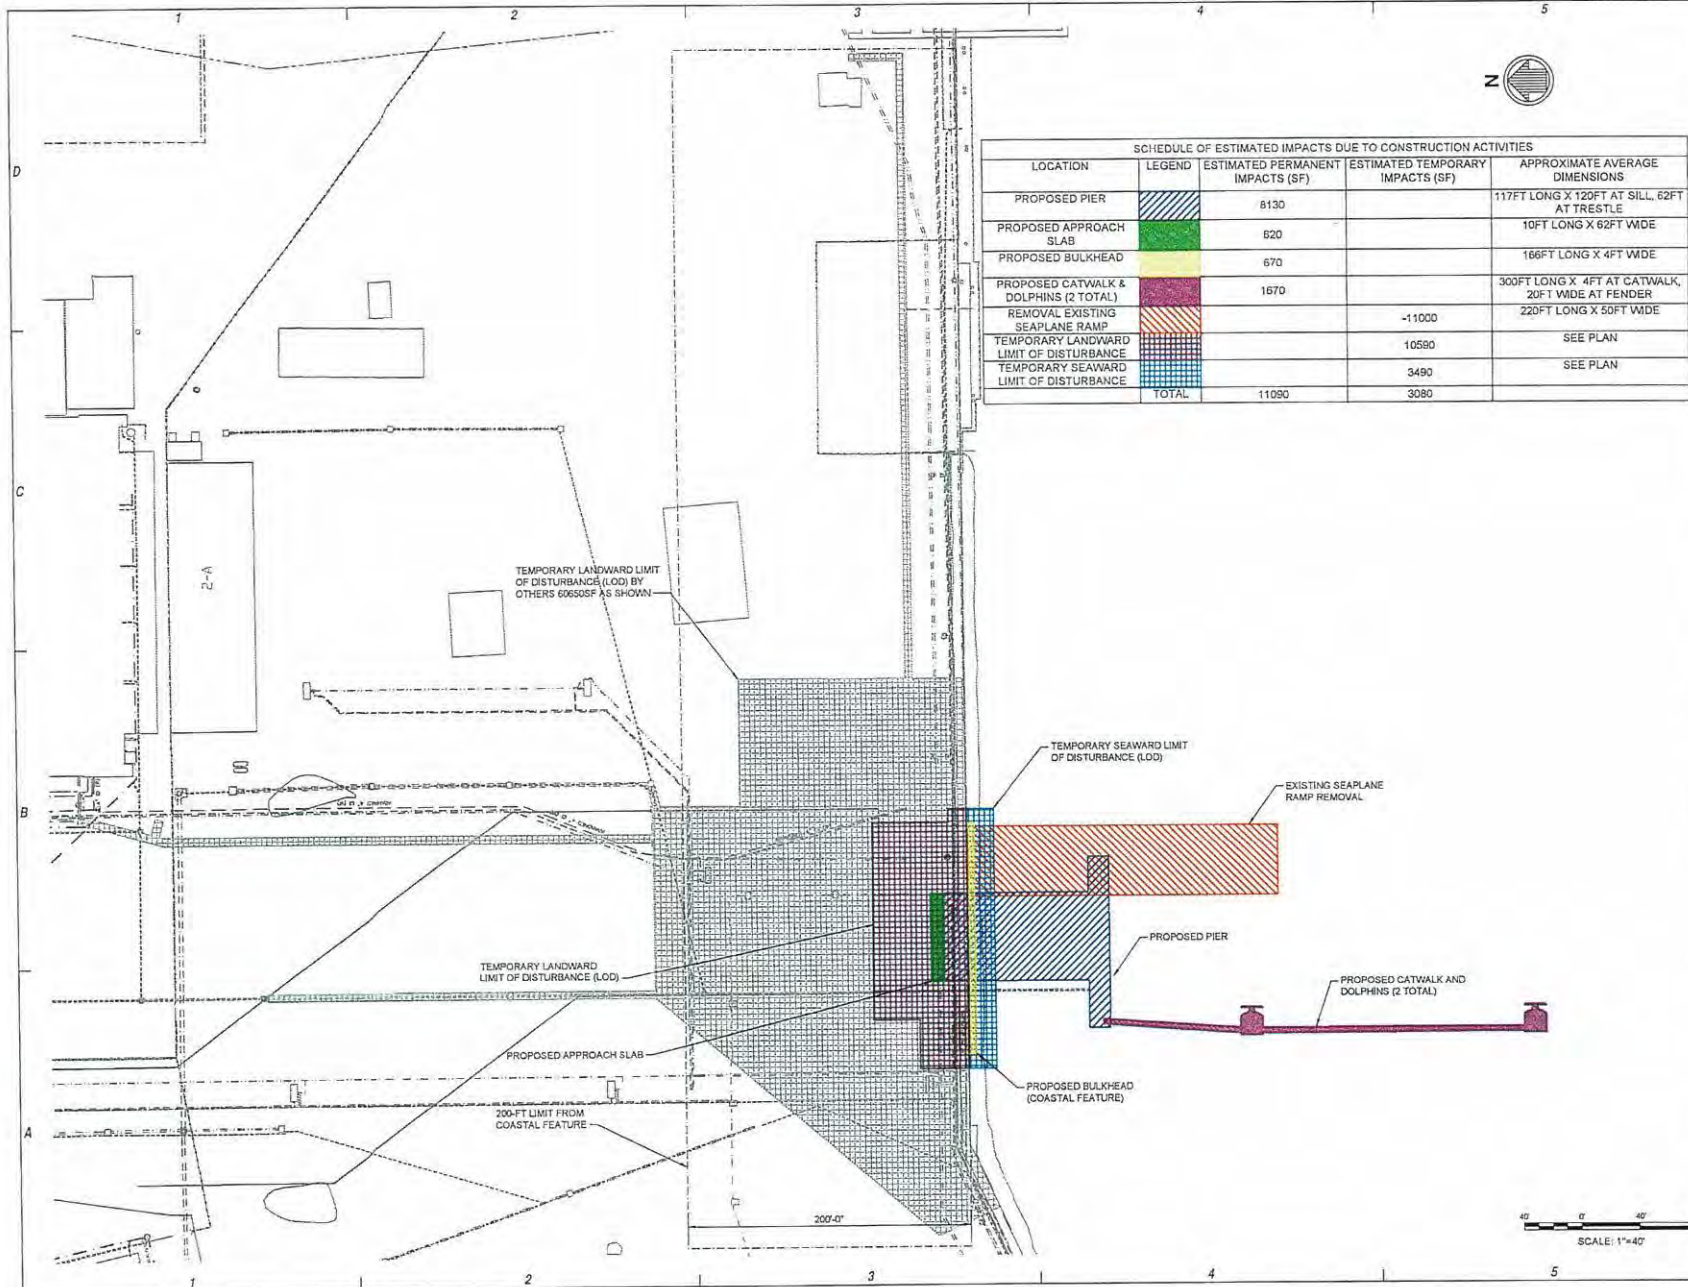 1 2 3 4 5
N
D
SCHEDULE OF ESTIMATED IMPACTS DUE TO CONSTRUCTION ACTIVITIES
LOCATION LEGEND ESTIMATED PERMANENT IMPACTS (SF) ESTIMATED TEMPORARY IMPACTS (SF) APPROXIMATE AVERAGE DIMENSIONS
PROPOSED PIER 8130 117FT LONG X 120FT AT SILL, 62FT AT TRESTLE
PROPOSED APPROACH SLAB 620 10FT LONG X 62FT WIDE
PROPOSED BULKHEAD 670 166FT LONG X 4FT WIDE
PROPOSED CATWALK & DOLPHINS (2 TOTAL) 1670 300FT LONG X 4FT AT CATWALK, 20FT WIDE AT FENDER
REMOVAL EXISTING SEAPLANE RAMP -11000 220FT LONG X 50FT WIDE
TEMPORARY LANDWARD LIMIT OF DISTURBANCE 10590 SEE PLAN
TEMPORARY SEAWARD LIMIT OF DISTURBANCE 3490 SEE PLAN
TOTAL 11090 3080
C
2-A
TEMPORARY LANDWARD LIMIT
OF DISTURBANCE (LOD) BY
OTHERS 60650SF AS SHOWN
TEMPORARY SEAWARD LIMIT
OF DISTURBANCE (LOD)
EXISTING SEAPLANE
RAMP REMOVAL
B
PROPOSED PIER
TEMPORARY LANDWARD
LIMIT OF DISTURBANCE (LOD)
PROPOSED CATWALK AND
DOLPHINS (2 TOTAL)
PROPOSED APPROACH SLAB
PROPOSED BULKHEAD
(COASTAL FEATURE)
200-FT LIMIT FROM
COASTAL FEATURE
A
200'-0"
40' 0' 40'
SCALE: 1"=40'
1 2 3 4 5